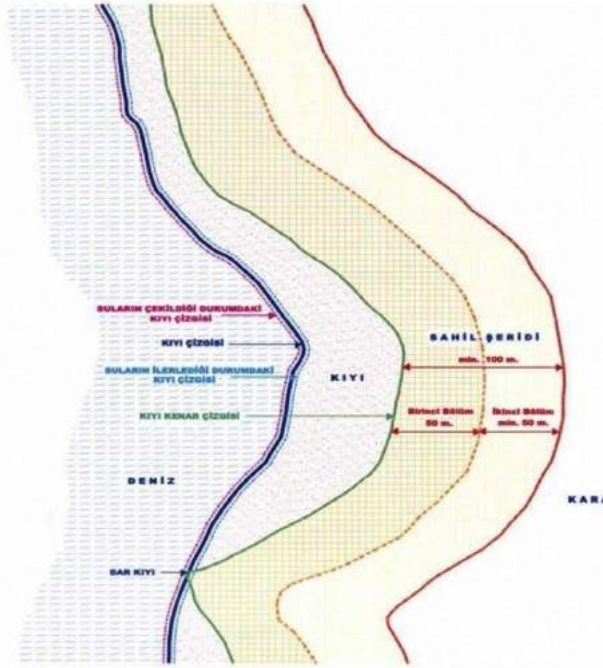 SULARIN ÇEKİLDİĞİ DURUMDAKİ
KIYI ÇİZGİSİ
KIYI ÇİZGİSİ
SULARIN İLERLEDİĞİ DURUMDAKİ
KIYI ÇİZGİSİ
KIYI KENAR ÇİZGİSİ
DENİZ
DAR KIYI
KIYI
SAHİL ŞERİDİ
min. 100 m.
Birinci Bölüm
50 m.
İkinci Bölüm
min. 50 m.
KARA